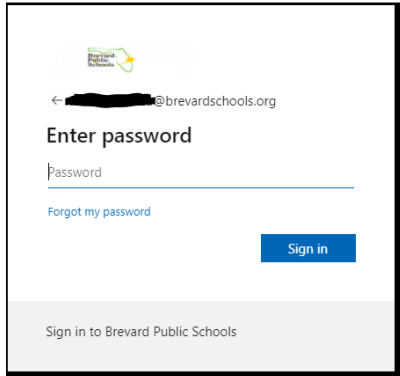 Brevard
Public
Schools
@brevardschools.org
Enter password
Password
Forgot my password
Sign in
Sign in to Brevard Public Schools